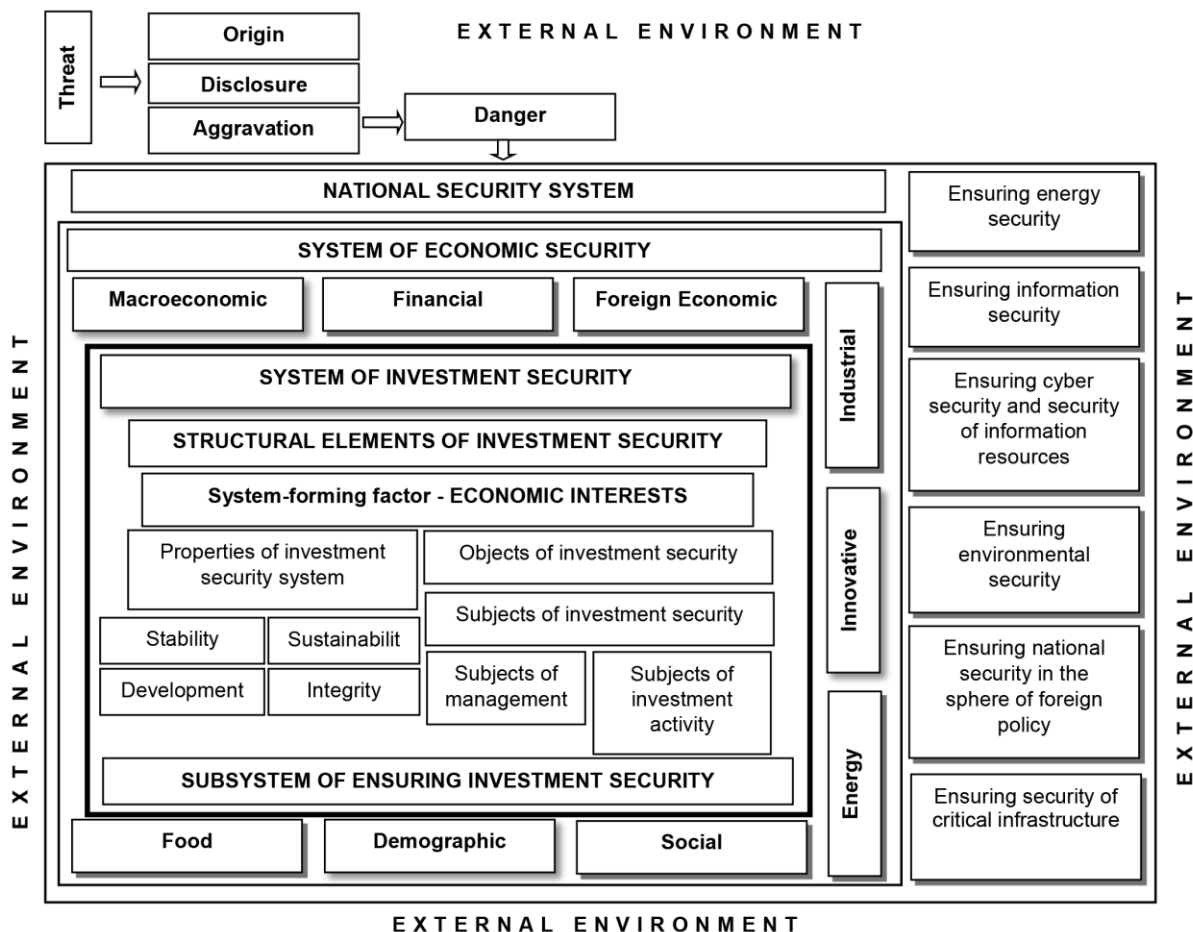 EXTERNAL ENVIRONMENT
Threat
Origin
Disclosure
Aggravation
Danger
NATIONAL SECURITY SYSTEM
SYSTEM OF ECONOMIC SECURITY
Macroeconomic
Financial
Foreign Economic
SYSTEM OF INVESTMENT SECURITY
STRUCTURAL ELEMENTS OF INVESTMENT SECURITY
System-forming factor - ECONOMIC INTERESTS
Properties of investment
security system
Objects of investment security
Subjects of investment security
Stability
Sustainabilit
Development
Integrity
Subjects of
management
Subjects of
investment
activity
SUBSYSTEM OF ENSURING INVESTMENT SECURITY
Food
Demographic
Social
Industrial
Innovative
Energy
Ensuring energy
security
Ensuring information
security
Ensuring cyber
security and security
of information
resources
Ensuring
environmental
security
Ensuring national
security in the
sphere of foreign
policy
Ensuring security of
critical infrastructure
EXTERNAL ENVIRONMENT
EXTERNAL ENVIRONMENT
EXTERNAL ENVIRONMENT